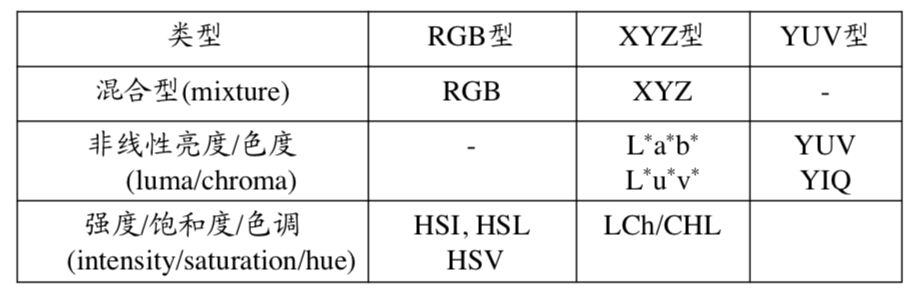 类型 RGB型 XYZ型 YUV型
混合型(mixture) RGB XYZ -
非线性亮度/色度 - L*a*b* YUV
(luma/chroma) L*u*v* YIQ
强度/饱和度/色调 HSI, HSL LCh/CHL
(intensity/saturation/hue) HSV